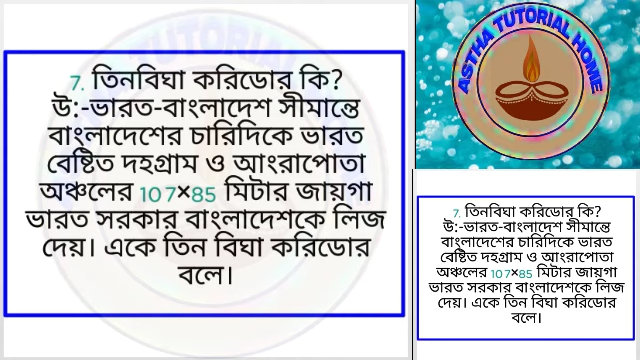 7. তিনবিঘা করিডোর কি?
উ:-ভারত-বাংলাদেশ সীমান্তে
বাংলাদেশের চারিদিকে ভারত
বেষ্টিত দহগ্রাম ও আংরাপোতা
অঞ্চলের 107×85 মিটার জায়গা
ভারত সরকার বাংলাদেশকে লিজ
দেয়। একে তিন বিঘা করিডোর
বলে।
ASTHA TUTORIAL HOME
7. তিনবিঘা করিডোর কি?
উ:-ভারত-বাংলাদেশ সীমান্তে
বাংলাদেশের চারিদিকে ভারত
বেষ্টিত দহগ্রাম ও আংরাপোতা
অঞ্চলের 107×85 মিটার জায়গা
ভারত সরকার বাংলাদেশকে লিজ
দেয়। একে তিন বিঘা করিডোর
বলে।